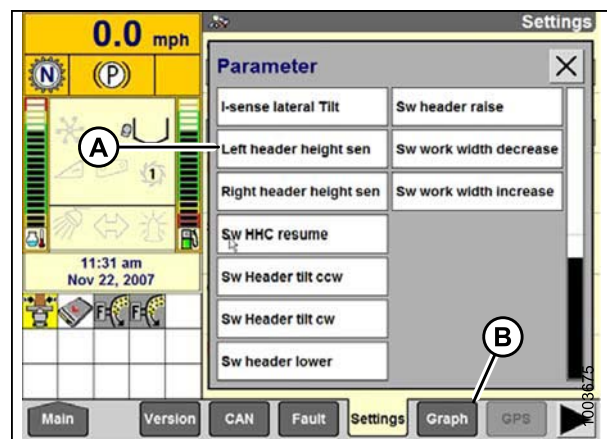 0.0 mph
Settings
N
(P)
Parameter
I-sense lateral Tilt
Sw header raise
A
Left header height sen
Sw work width decrease
1
Right header height sen
Sw work width increase
Sw HHC resume
11:31 am
Nov 22, 2007
Sw Header tilt ccw
F
F
Sw Header tilt cw
B
Sw header lower
1003675
Main
Version
CAN
Fault
Settings
Graph
GPS